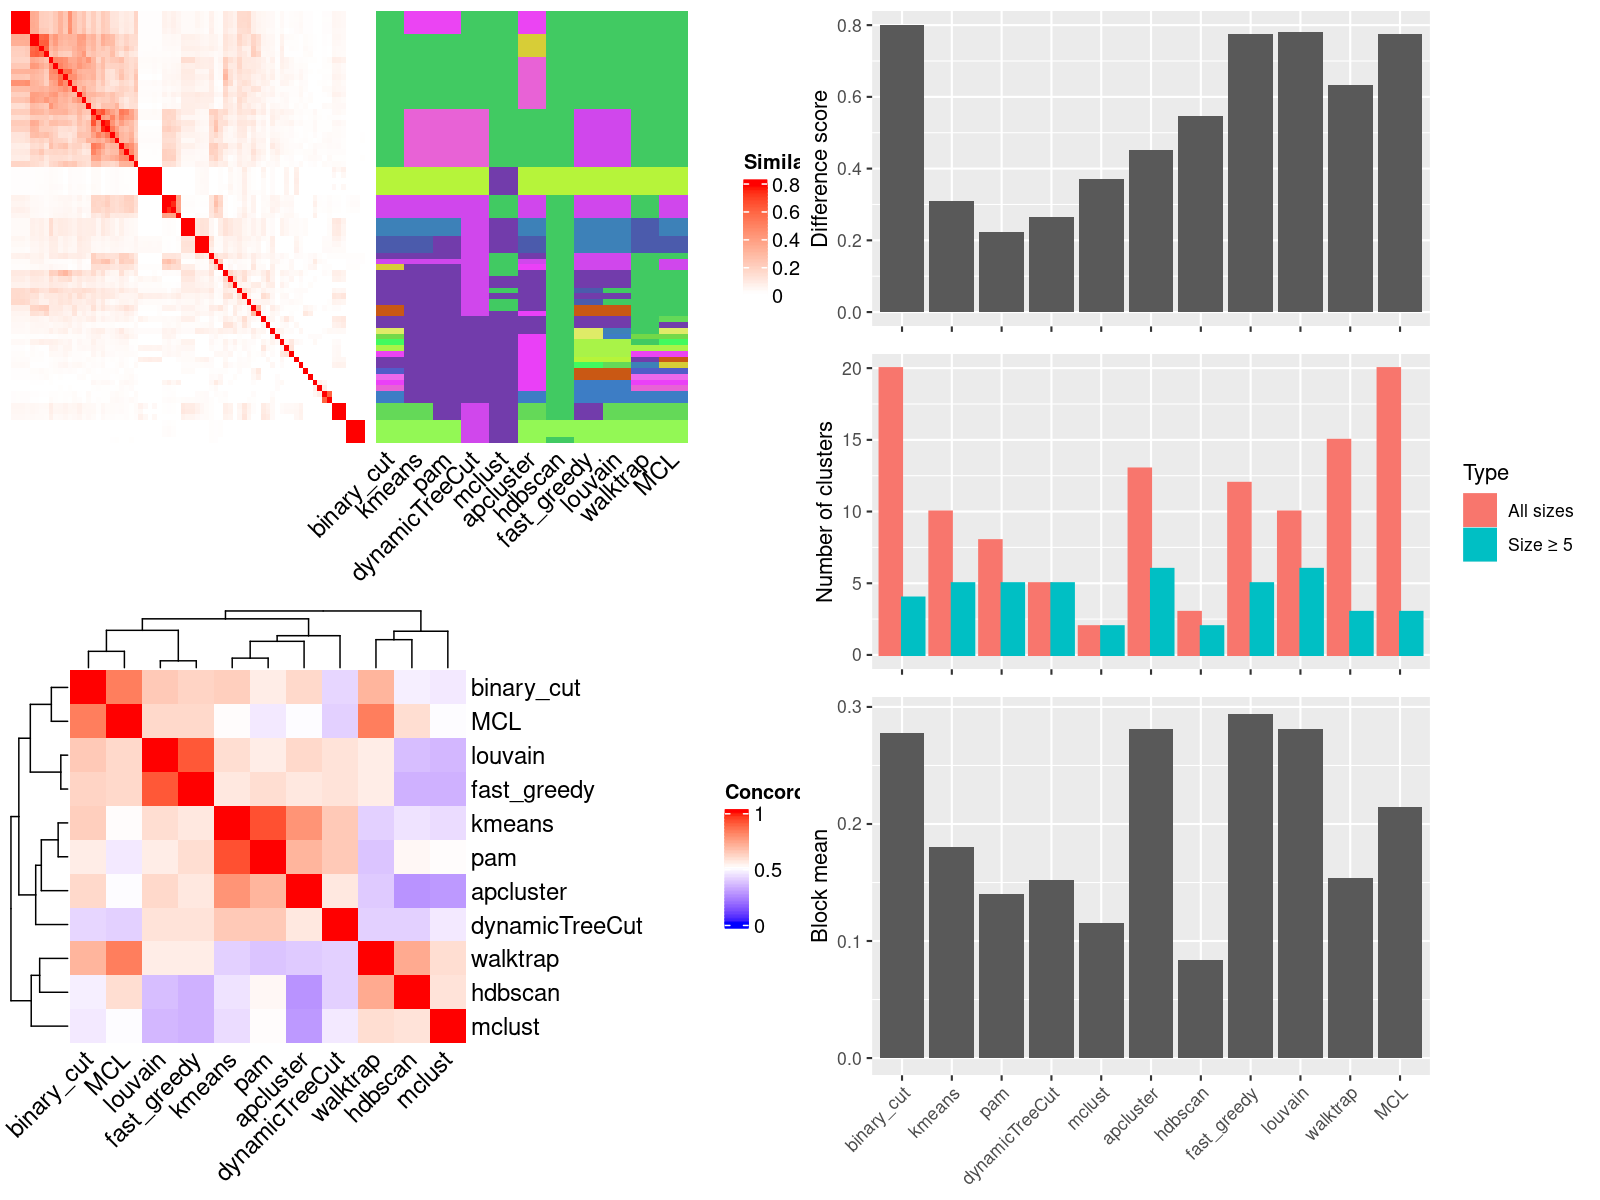 Simila
0.8
0.6
0.4
0.2
0
binary_cut
kmeans
pam
dynamicTreeCut
mclust
apcluster
hdbscan
fast_greedy
louvain
walktrap
MCL
binary_cut
MCL
louvain
fast_greedy
kmeans
pam
apcluster
dynamicTreeCut
walktrap
hdbscan
mclust
binary_cut
MCL
louvain
fast_greedy
kmeans
pam
apcluster
dynamicTreeCut
walktrap
hdbscan
mclust
Concord
1
0.5
0
Difference score
0.8
0.6
0.4
0.2
0.0
Number of clusters
20
15
10
5
0
Type
All sizes
Size ≥ 5
Block mean
0.3
0.2
0.1
0.0
binary_cut
kmeans
pam
dynamicTreeCut
mclust
apcluster
hdbscan
fast_greedy
louvain
walktrap
MCL